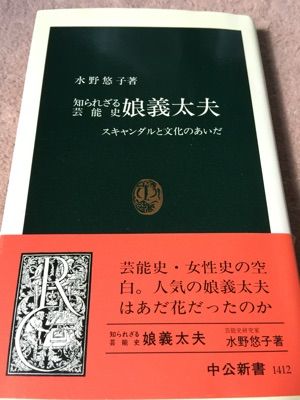 水野悠子著
知られざる
芸能史 娘義太夫
スキャンダルと文化のあいだ
R
C
芸能史・女性史の空
白。人気の娘義太夫
はあだ花だったのか
知られざる
芸能史 娘義太夫
芸能史研究家
水野悠子著
中公新書 1412